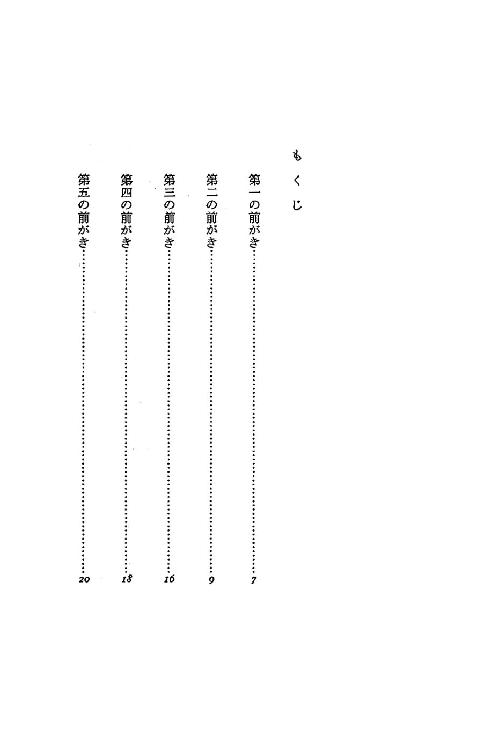 もくじ
第一の前がき……………………………………………7
第二の前がき……………………………………………9
第三の前がき……………………………………………16
第四の前がき……………………………………………18
第五の前がき……………………………………………20